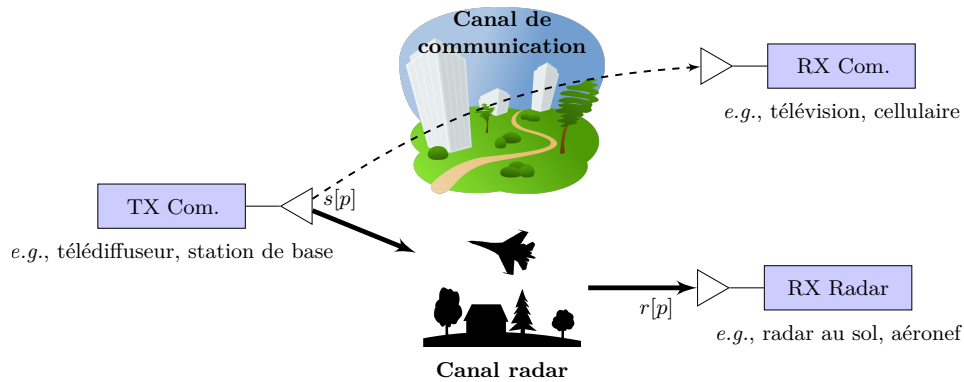 Canal de
communication
RX Com.
e.g., télévision, cellulaire
TX Com.
s[p]
e.g., télédiffuseur, station de base
RX Radar
r[p]
e.g., radar au sol, aéronef
Canal radar